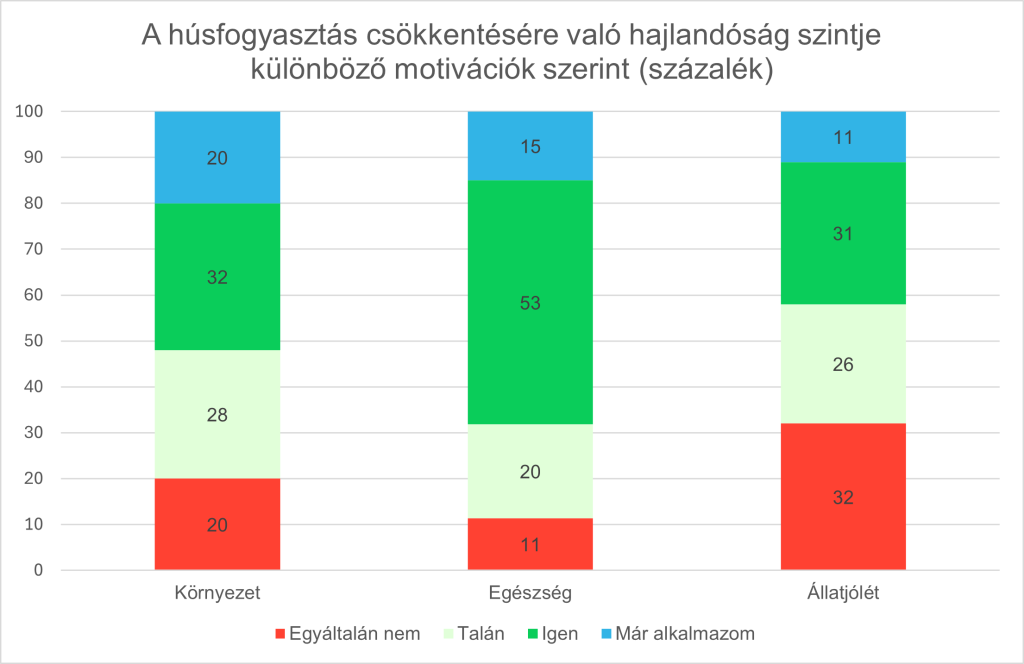 A húsfogyasztás csökkentésére való hajlandóság szintje
különböző motivációk szerint (százalék)
100
90
80
70
60
50
40
30
20
10
0
20
32
28
20
15
53
20
11
11
31
26
32
Környezet
Egészség
Állatjólét
Egyáltalán nem
Talán
Igen
Már alkalmazom